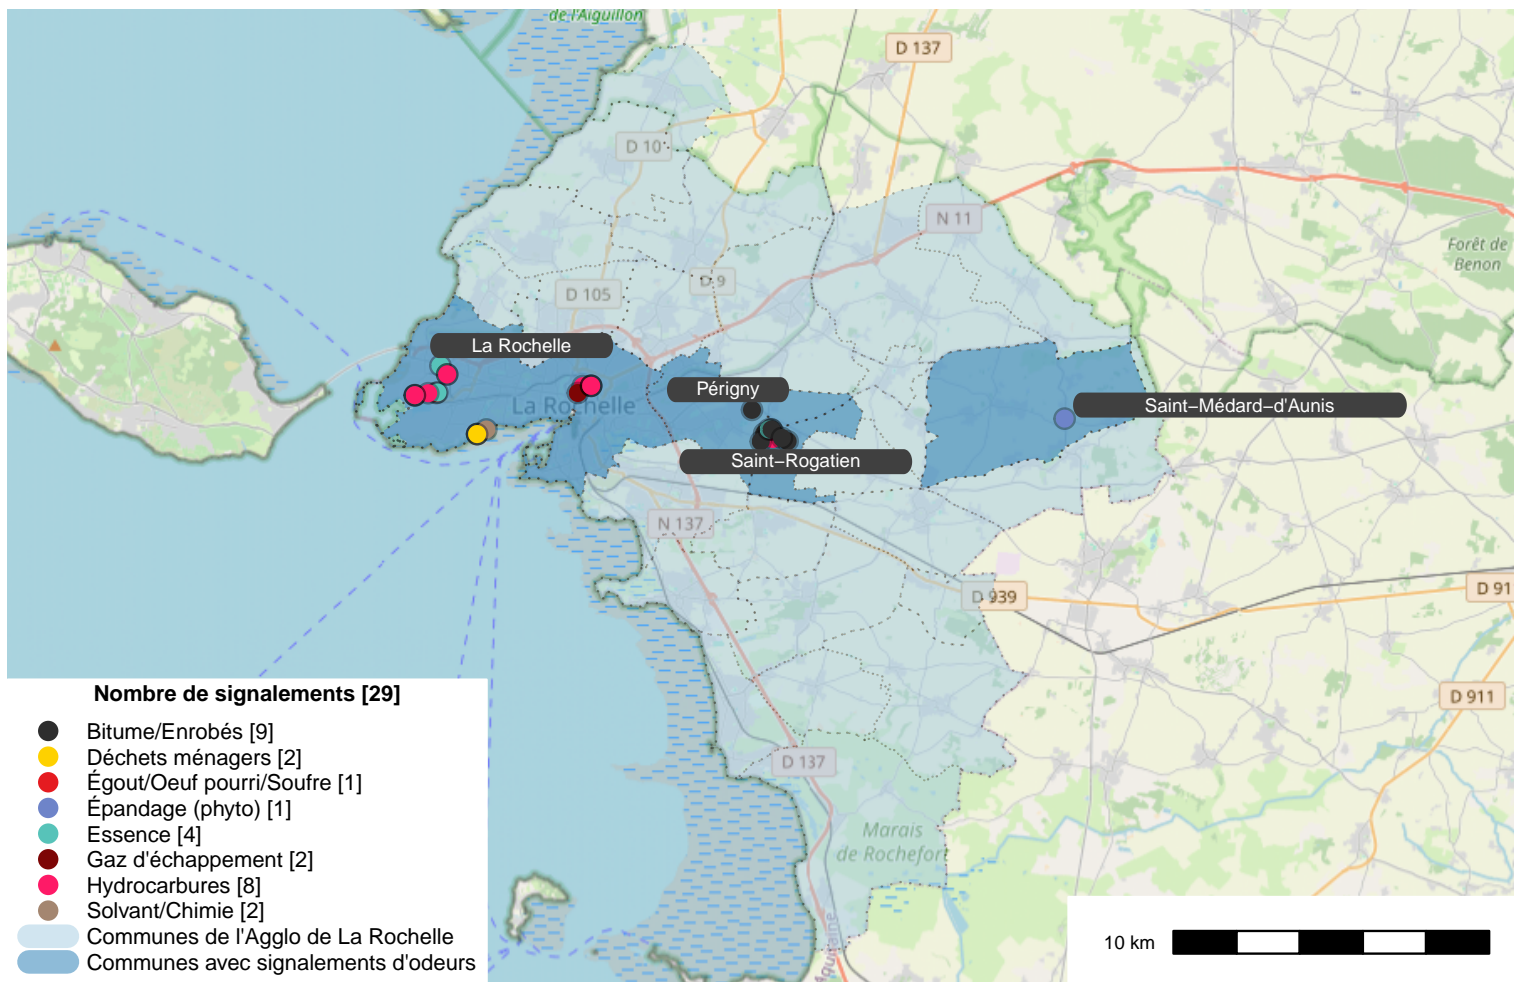 de l'Aiguillon
D 137
D 10
N 11
Forêt de
Benon
D 9
D 105
La Rochelle
Périgny
La Rochelle
Saint–Médard–d'Aunis
Saint–Rogatien
N 137
D 939
D 91
D 911
D 137
Marais
de Rochefort
Aquitaine
Nombre de signalements [29]
Bitume/Enrobés [9]
Déchets ménagers [2]
Égout/Oeuf pourri/Soufre [1]
Épandage (phyto) [1]
Essence [4]
Gaz d'échappement [2]
Hydrocarbures [8]
Solvant/Chimie [2]
Communes de l'Agglo de La Rochelle
Communes avec signalements d'odeurs
10 km